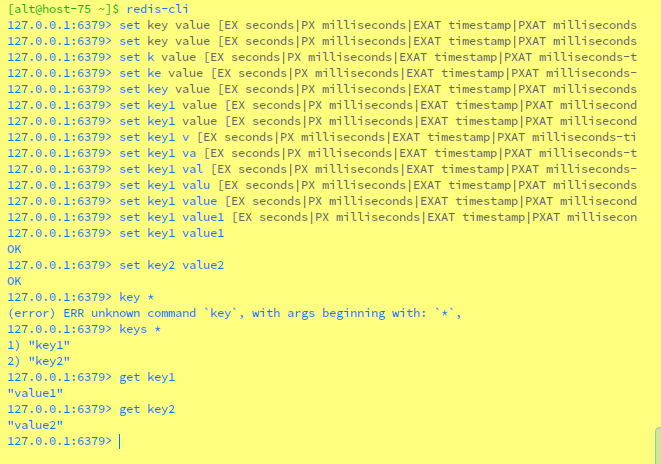 [alt@host-75 ~]$ redis-cli
127.0.0.1:6379> set key value [EX seconds|PX milliseconds|EXAT timestamp|PXAT milliseconds
127.0.0.1:6379> set key value [EX seconds|PX milliseconds|EXAT timestamp|PXAT milliseconds
127.0.0.1:6379> set k value [EX seconds|PX milliseconds|EXAT timestamp|PXAT milliseconds-t
127.0.0.1:6379> set ke value [EX seconds|PX milliseconds|EXAT timestamp|PXAT milliseconds-
127.0.0.1:6379> set key value [EX seconds|PX milliseconds|EXAT timestamp|PXAT milliseconds
127.0.0.1:6379> set key1 value [EX seconds|PX milliseconds|EXAT timestamp|PXAT millisecond
127.0.0.1:6379> set key1 value [EX seconds|PX milliseconds|EXAT timestamp|PXAT millisecond
127.0.0.1:6379> set key1 v [EX seconds|PX milliseconds|EXAT timestamp|PXAT milliseconds-ti
127.0.0.1:6379> set key1 va [EX seconds|PX milliseconds|EXAT timestamp|PXAT milliseconds-t
127.0.0.1:6379> set key1 val [EX seconds|PX milliseconds|EXAT timestamp|PXAT milliseconds-
127.0.0.1:6379> set key1 valu [EX seconds|PX milliseconds|EXAT timestamp|PXAT milliseconds
127.0.0.1:6379> set key1 value [EX seconds|PX milliseconds|EXAT timestamp|PXAT millisecond
127.0.0.1:6379> set key1 value1 [EX seconds|PX milliseconds|EXAT timestamp|PXAT millisecon
127.0.0.1:6379> set key1 value1
OK
127.0.0.1:6379> set key2 value2
OK
127.0.0.1:6379> key *
(error) ERR unknown command `key`, with args beginning with: `*`,
127.0.0.1:6379> keys *
1) "key1"
2) "key2"
127.0.0.1:6379> get key1
"value1"
127.0.0.1:6379> get key2
"value2"
127.0.0.1:6379>